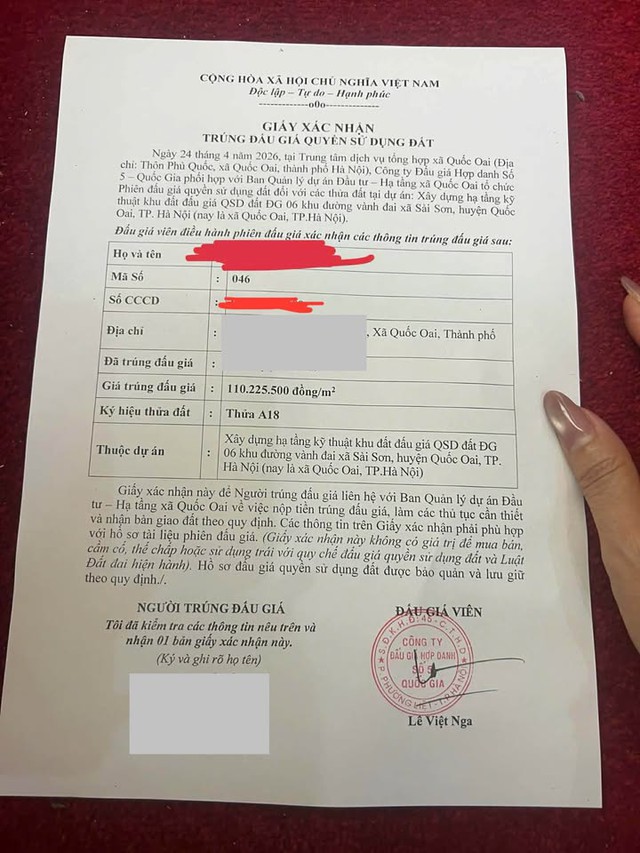 CỘNG HÒA XÃ HỘI CHỦ NGHĨA VIỆT NAM
Độc lập – Tự do – Hạnh phúc
-------------o0o--------------
GIẤY XÁC NHẬN
TRÚNG ĐẤU GIÁ QUYỀN SỬ DỤNG ĐẤT
Ngày 24 tháng 4 năm 2026, tại Trung tâm dịch vụ tổng hợp xã Quốc Oai (Địa
chỉ: Thôn Phủ Quốc, xã Quốc Oai, thành phố Hà Nội), Công ty Đấu giá Hợp danh Số
5 – Quốc Gia phối hợp với Ban Quản lý dự án Đầu tư – Hạ tầng xã Quốc Oai tổ chức
Phiên đấu giá quyền sử dụng đất đối với các thửa đất tại dự án: Xây dựng hạ tầng kỹ
thuật khu đất đấu giá QSD đất ĐG 06 khu đường vành đai xã Sài Sơn, huyện Quốc
Oai, TP. Hà Nội (nay là xã Quốc Oai, TP.Hà Nội).
Đấu giá viên điều hành phiên đấu giá xác nhận các thông tin trúng đấu giá sau:
Họ và tên
Mã Số : 046
Số CCCD :
Địa chỉ : , Xã Quốc Oai, Thành phố
Đã trúng đấu giá :
Giá trúng đấu giá : 110.225.500 đồng/m²
Ký hiệu thửa đất : Thửa A18
Thuộc dự án : Xây dựng hạ tầng kỹ thuật khu đất đấu giá QSD đất ĐG
06 khu đường vành đai xã Sài Sơn, huyện Quốc Oai, TP.
Hà Nội (nay là xã Quốc Oai, TP.Hà Nội)
Giấy xác nhận này để Người trúng đấu giá liên hệ với Ban Quản lý dự án Đầu
tư – Hạ tầng xã Quốc Oai về việc nộp tiền trúng đấu giá, làm các thủ tục cần thiết
và nhận bàn giao đất theo quy định. Các thông tin trên Giấy xác nhận phải phù hợp
với hồ sơ tài liệu phiên đấu giá. (Giấy xác nhận này không có giá trị để mua bán,
cầm cố, thế chấp hoặc sử dụng trái với quy chế đấu giá quyền sử dụng đất và Luật
Đất đai hiện hành). Hồ sơ đấu giá quyền sử dụng đất được bảo quản và lưu giữ
theo quy định./.
NGƯỜI TRÚNG ĐẤU GIÁ
Tôi đã kiểm tra các thông tin nêu trên và
nhận 01 bản giấy xác nhận này.
(Ký và ghi rõ họ tên)
ĐẤU GIÁ VIÊN
CÔNG TY
ĐẤU GIÁ HỢP DANH
SỐ 5
QUỐC GIA
P. PHƯƠNG LIỆT - T.P HÀ NỘI
Lê Việt Nga